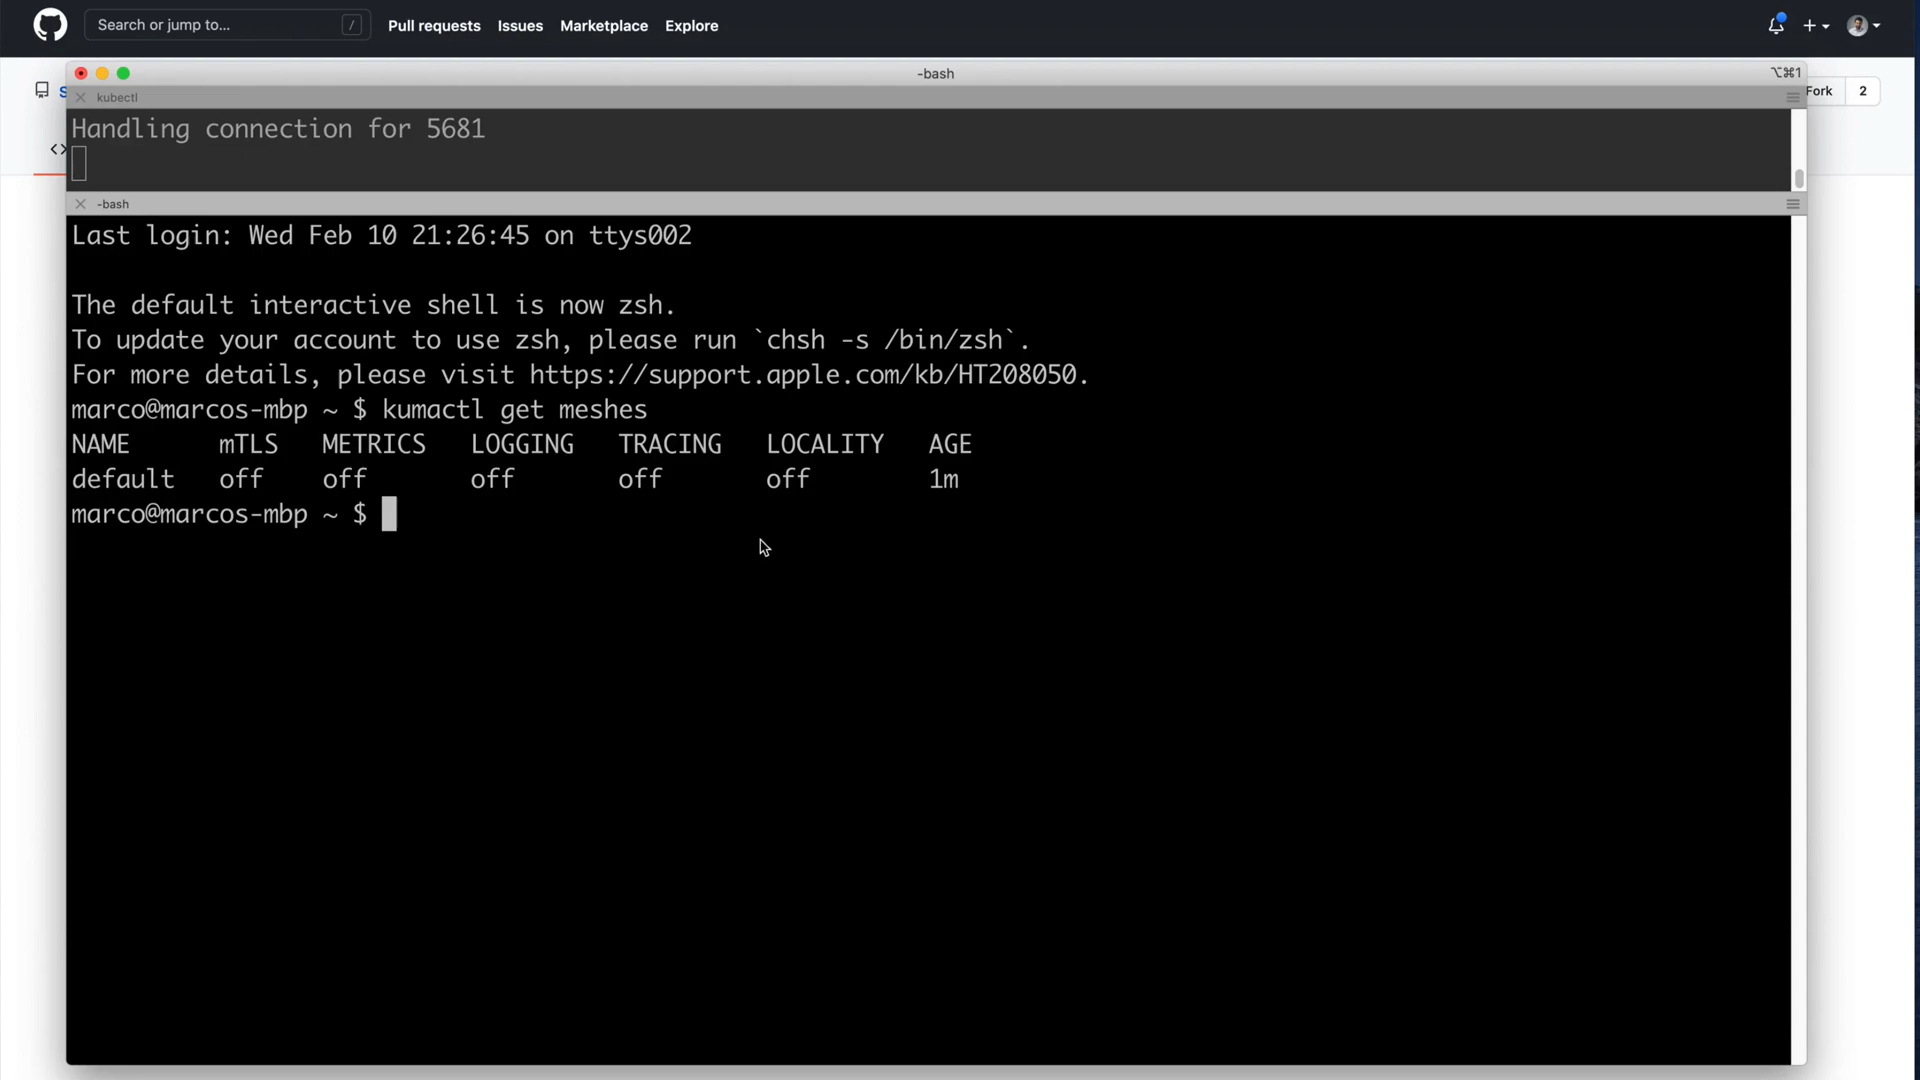 Search or jump to... / Pull requests Issues Marketplace Explore
-bash ⌥⌘1
S kubectl Fork 2
Handling connection for 5681
-bash
Last login: Wed Feb 10 21:26:45 on ttys002
The default interactive shell is now zsh.
To update your account to use zsh, please run `chsh -s /bin/zsh`.
For more details, please visit https://support.apple.com/kb/HT208050.
marco@marcos-mbp ~ $ kumactl get meshes
NAME mTLS METRICS LOGGING TRACING LOCALITY AGE
default off off off off off 1m
marco@marcos-mbp ~ $